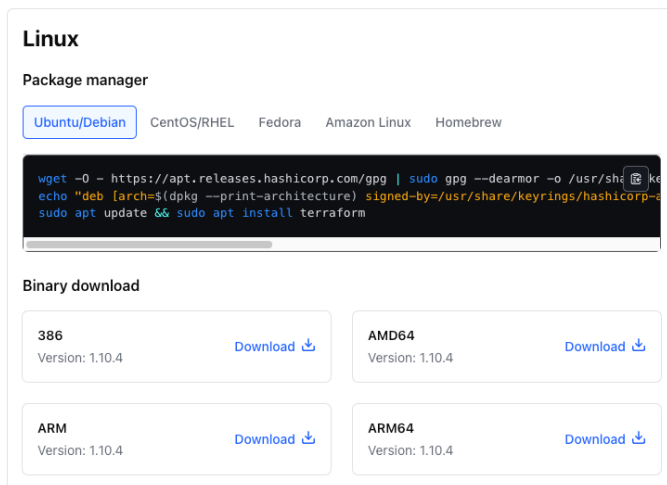 Linux
Package manager
Ubuntu/Debian CentOS/RHEL Fedora Amazon Linux Homebrew
wget -O - https://apt.releases.hashicorp.com/gpg | sudo gpg --dearmor -o /usr/sha ke
echo "deb [arch=$(dpkg --print-architecture) signed-by=/usr/share/keyrings/hashicorp-a
sudo apt update && sudo apt install terraform
Binary download
386
Version: 1.10.4
Download
AMD64
Version: 1.10.4
Download
ARM
Version: 1.10.4
Download
ARM64
Version: 1.10.4
Download